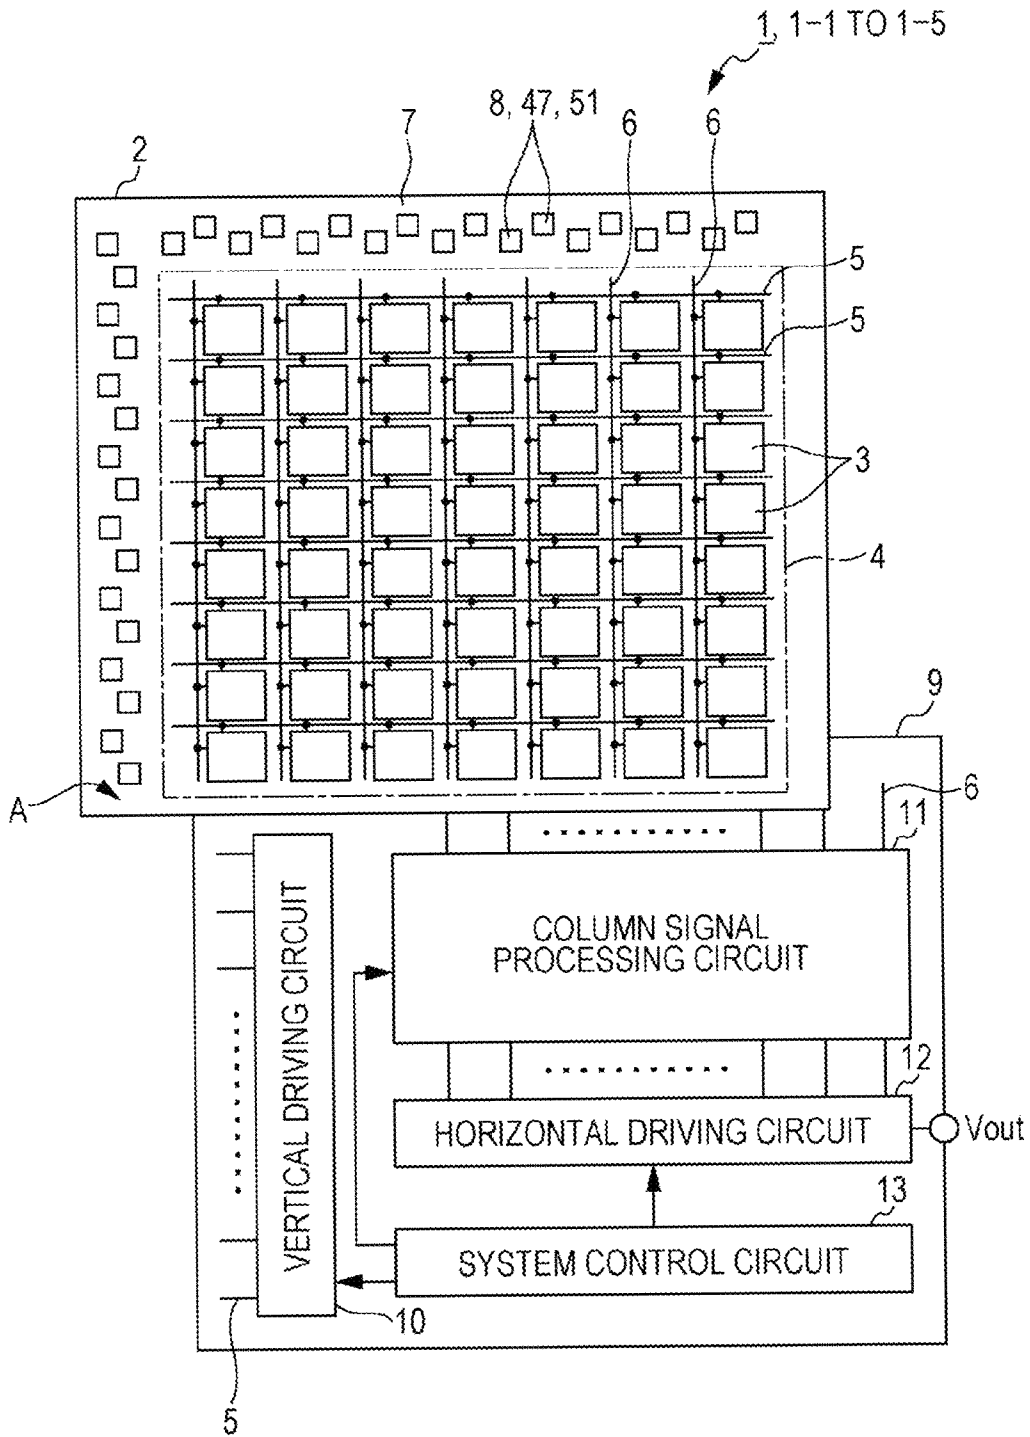 1, 1-1 TO 1-5
8, 47, 51
7
6
6
2
5
5
3
4
9
A
6
11
COLUMN SIGNAL
PROCESSING CIRCUIT
VERTICAL DRIVING CIRCUIT
12
HORIZONTAL DRIVING CIRCUIT
Vout
13
SYSTEM CONTROL CIRCUIT
10
5